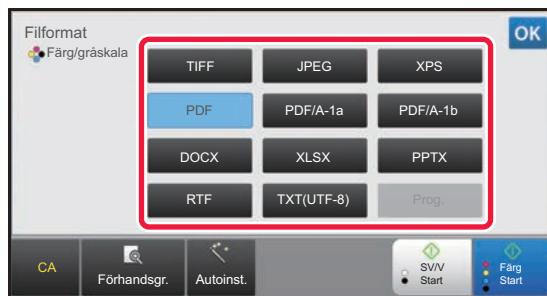 Filformat
OK
Färg/gråskala
TIFF
JPEG
XPS
PDF
PDF/A-1a
PDF/A-1b
DOCX
XLSX
PPTX
RTF
TXT(UTF-8)
Prog.
CA
Förhandsgr.
Autoinst.
SV/V
Start
Färg
Start